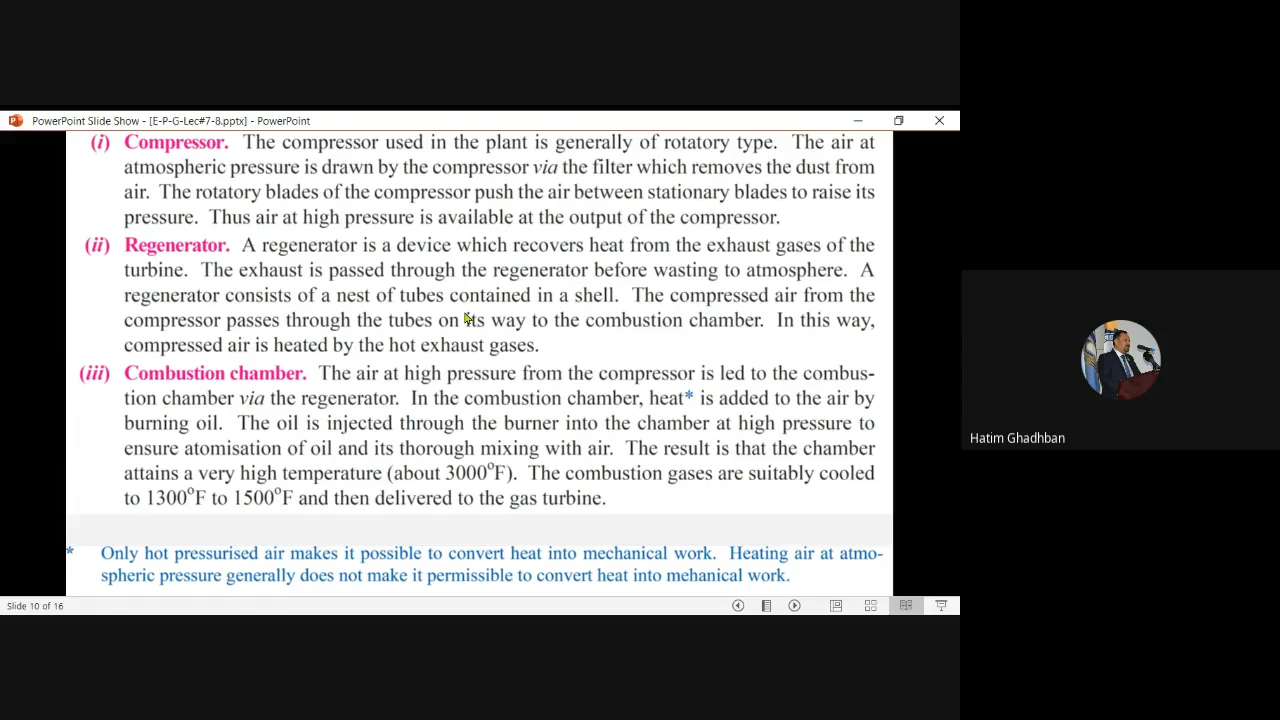 PowerPoint Slide Show - [E-P-G-Lec#7-8.pptx] - PowerPoint
(i) Compressor. The compressor used in the plant is generally of rotatory type. The air at
atmospheric pressure is drawn by the compressor via the filter which removes the dust from
air. The rotatory blades of the compressor push the air between stationary blades to raise its
pressure. Thus air at high pressure is available at the output of the compressor.
(ii) Regenerator. A regenerator is a device which recovers heat from the exhaust gases of the
turbine. The exhaust is passed through the regenerator before wasting to atmosphere. A
regenerator consists of a nest of tubes contained in a shell. The compressed air from the
compressor passes through the tubes on its way to the combustion chamber. In this way,
compressed air is heated by the hot exhaust gases.
(iii) Combustion chamber. The air at high pressure from the compressor is led to the combus-
tion chamber via the regenerator. In the combustion chamber, heat* is added to the air by
burning oil. The oil is injected through the burner into the chamber at high pressure to
ensure atomisation of oil and its thorough mixing with air. The result is that the chamber
attains a very high temperature (about 3000°F). The combustion gases are suitably cooled
to 1300°F to 1500°F and then delivered to the gas turbine.
* Only hot pressurised air makes it possible to convert heat into mechanical work. Heating air at atmo-
spheric pressure generally does not make it permissible to convert heat into mehanical work.
Slide 10 of 16
Hatim Ghadhban